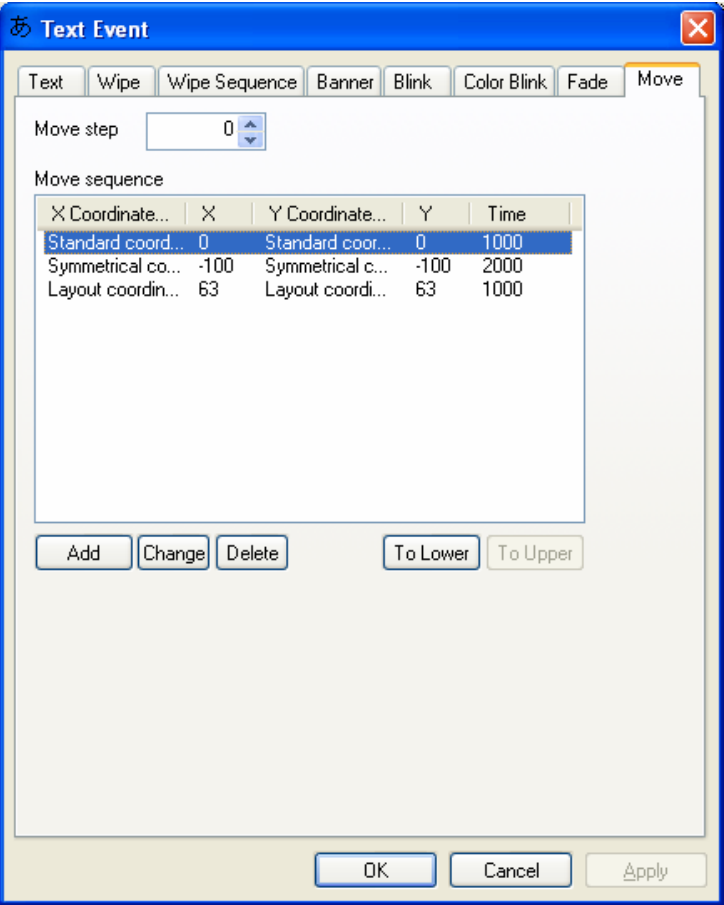 あ Text Event
Text Wipe Wipe Sequence Banner Blink Color Blink Fade Move
Move step 0
Move sequence
X Coordinate... X Y Coordinate... Y Time
Standard coord... 0 Standard coor... 0 1000
Symmetrical co... -100 Symmetrical c... -100 2000
Layout coordin... 63 Layout coordi... 63 1000
Add Change Delete To Lower To Upper
OK Cancel Apply